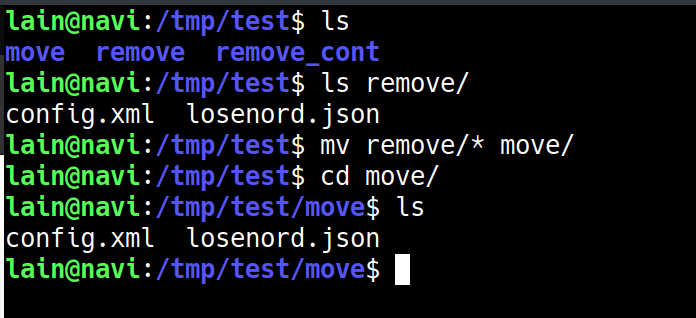 lain@navi:/tmp/test$ ls
move  remove  remove_cont
lain@navi:/tmp/test$ ls remove/
config.xml  losenord.json
lain@navi:/tmp/test$ mv remove/* move/
lain@navi:/tmp/test$ cd move/
lain@navi:/tmp/test/move$ ls
config.xml  losenord.json
lain@navi:/tmp/test/move$